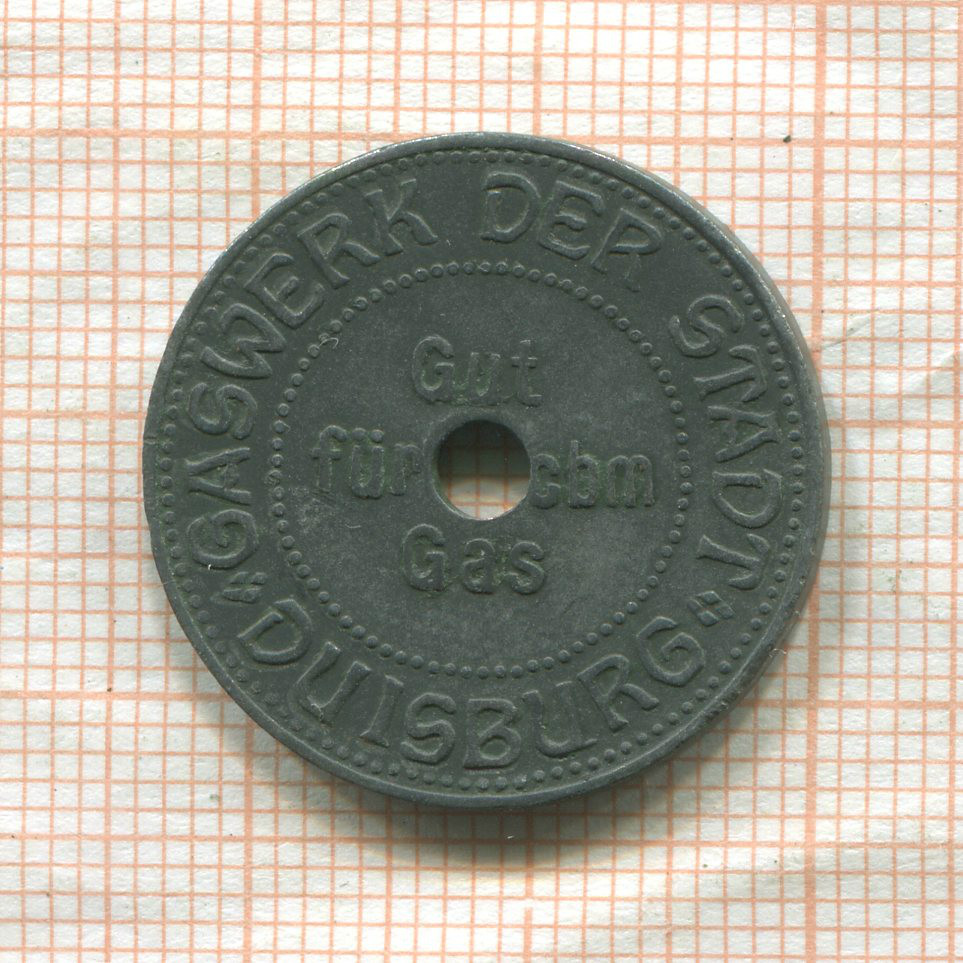 GASWERK DER STADT
DUISBURG
Gut
für cbm
Gas